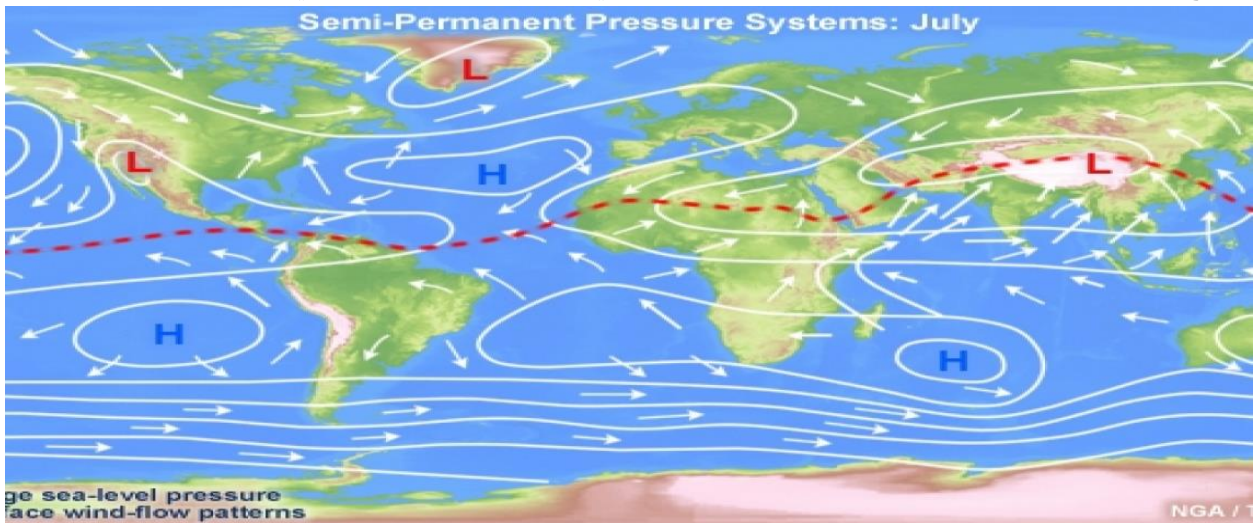 Semi-Permanent Pressure Systems: July
L
L
H
L
H
H
ge sea-level pressure
face wind-flow patterns
NGA / T